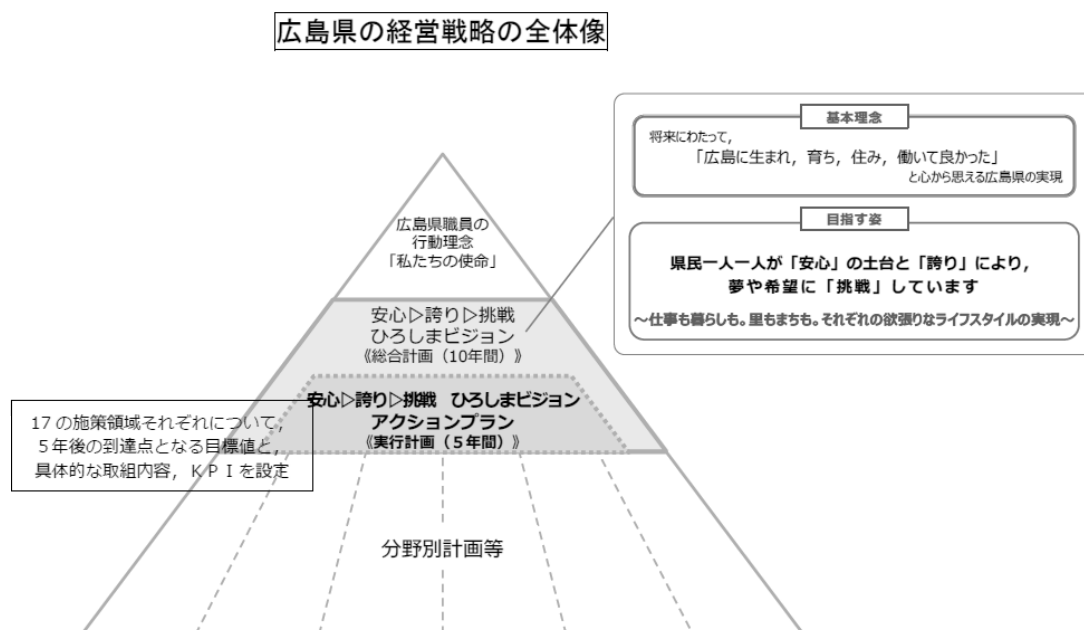 広島県の経営戦略の全体像
基本理念
将来にわたって，
「広島に生まれ，育ち，住み，働いて良かった」
と心から思える広島県の実現
目指す姿
県民一人一人が「安心」の土台と「誇り」により，
夢や希望に「挑戦」しています
～仕事も暮らしも。里もまちも。それぞれの欲張りなライフスタイルの実現～
広島県職員の
行動理念
「私たちの使命」
安心▷誇り▷挑戦
ひろしまビジョン
《総合計画（10年間）》
安心▷誇り▷挑戦 ひろしまビジョン
アクションプラン
《実行計画（５年間）》
17 の施策領域それぞれについて，
５年後の到達点となる目標値と，
具体的な取組内容，ＫＰＩを設定
分野別計画等